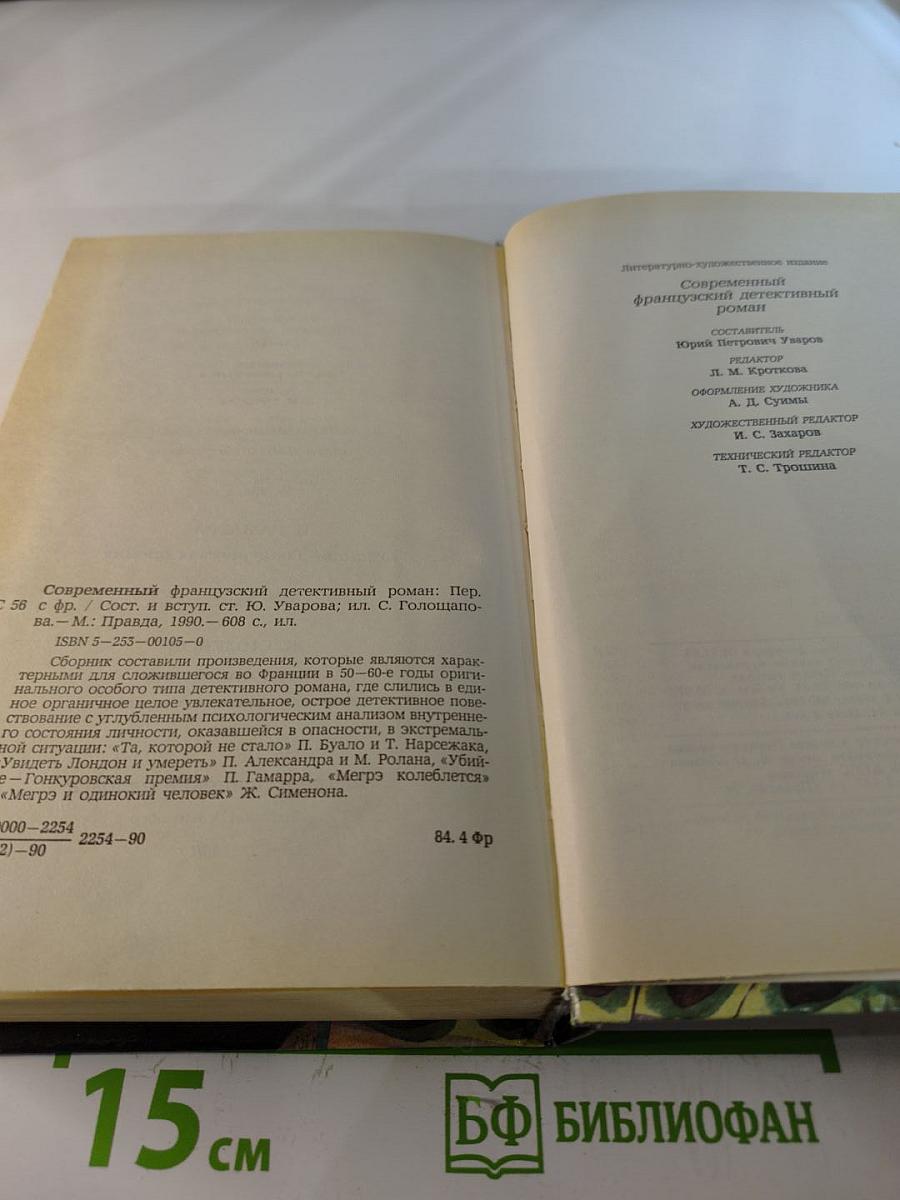 Современный французский детективный роман: Пер.
С 56 с фр. / Сост. и вступ. ст. Ю. Уварова; ил. С. Голощапо-
ва.— М.: Правда, 1990.— 608 с., ил.
ISBN 5—253—00105—0
Сборник составили произведения, которые являются харак-
терными для сложившегося во Франции в 50—60-е годы ориги-
нального особого типа детективного романа, где слились в еди-
ное органичное целое увлекательное, острое детективное пове-
ствование с углубленным психологическим анализом внутренне-
го состояния личности, оказавшейся в опасности, в экстремаль-
ной ситуации: «Та, которой не стало» П. Буало и Т. Нарсежака,
«Увидеть Лондон и умереть» П. Александра и М. Ролана, «Убий-
е — Гонкуровская премия» П. Гамарра, «Мегрэ колеблется»
«Мегрэ и одинокий человек» Ж. Сименона.
000—2254
2)—90
2254—90
84. 4 Фр
Литературно-художественное издание
Современный
французский детективный
роман
СОСТАВИТЕЛЬ
Юрий Петрович Уваров
РЕДАКТОР
Л. М. Кроткова
ОФОРМЛЕНИЕ ХУДОЖНИКА
А. Д. Суимы
ХУДОЖЕСТВЕННЫЙ РЕДАКТОР
И. С. Захаров
ТЕХНИЧЕСКИЙ РЕДАКТОР
Т. С. Трошина
15 см
БФ БИБЛИОФАН